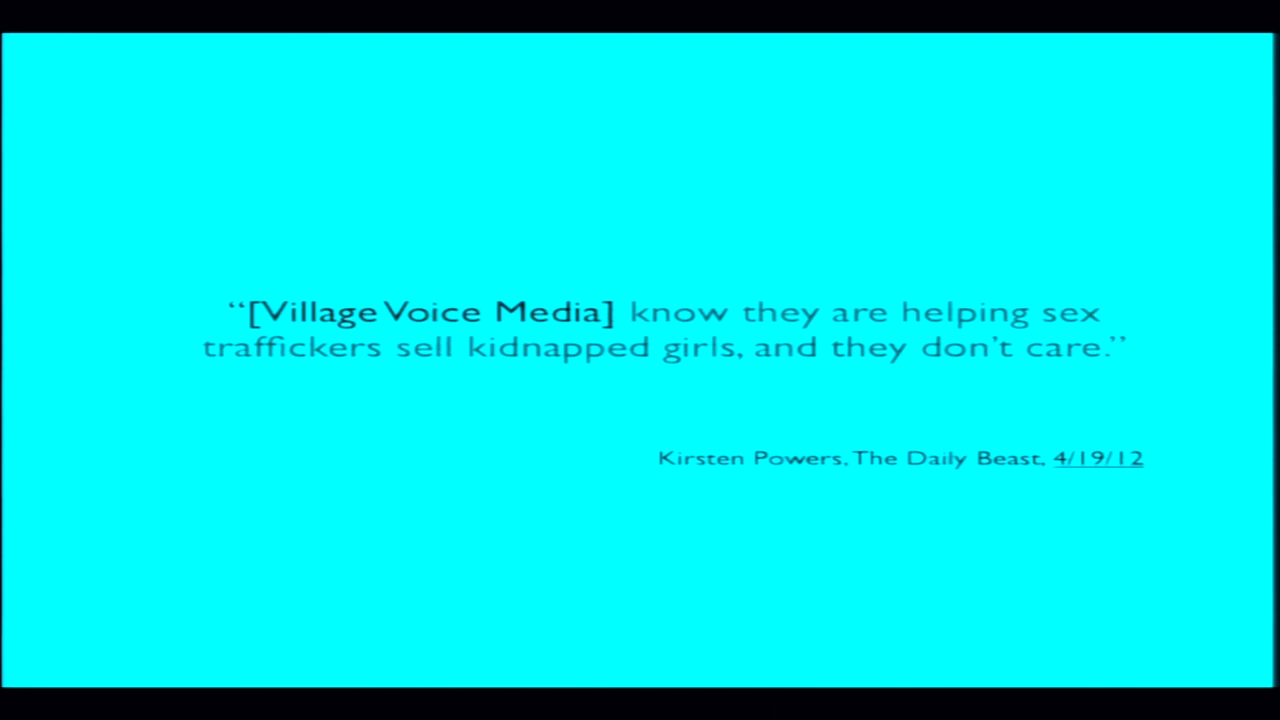 “[Village Voice Media] know they are helping sex
traffickers sell kidnapped girls, and they don’t care.”
Kirsten Powers, The Daily Beast, 4/19/12